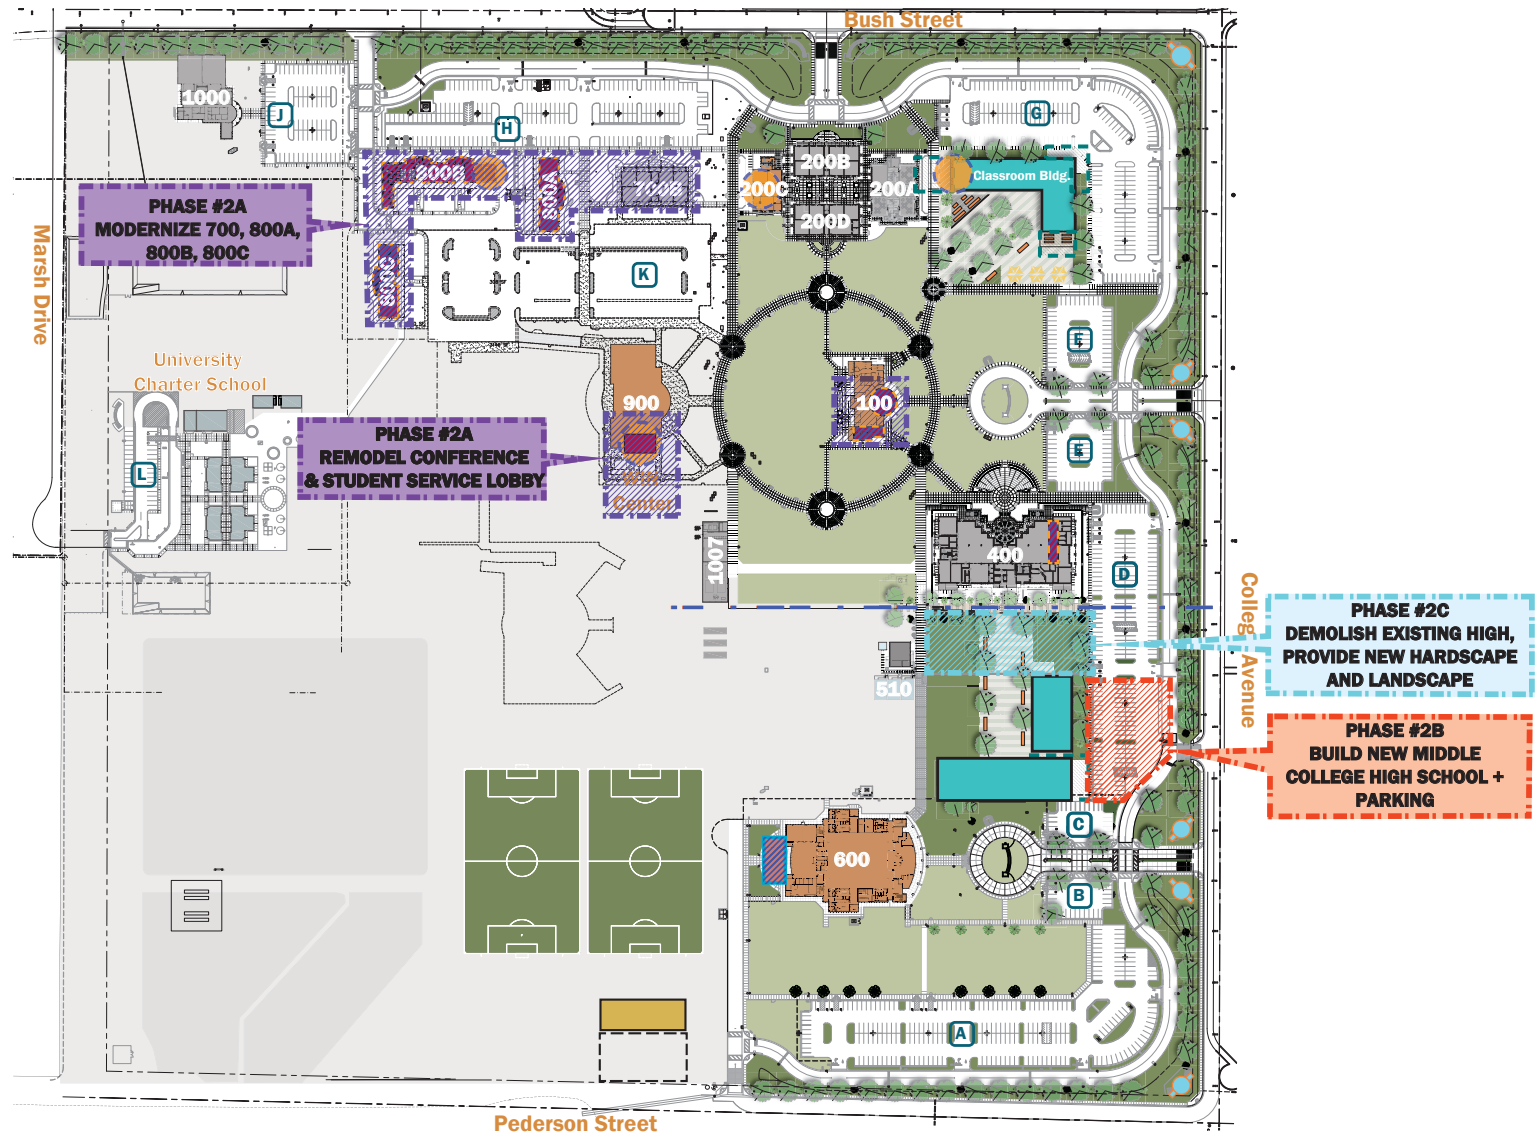 Bush Street
1000
J
H
G
800B
800A
700
200B
200C
200A
200D
Classroom Bldg.
PHASE #2A
MODERNIZE 700, 800A,
800B, 800C
800C
K
Marsh Drive
E
University
Charter School
900
100
PHASE #2A
REMODEL CONFERENCE
& STUDENT SERVICE LOBBY
E
L
Center
1007
400
D
College Avenue
PHASE #2C
DEMOLISH EXISTING HIGH,
PROVIDE NEW HARDSCAPE
AND LANDSCAPE
510
PHASE #2B
BUILD NEW MIDDLE
COLLEGE HIGH SCHOOL +
PARKING
C
600
B
A
Pederson Street